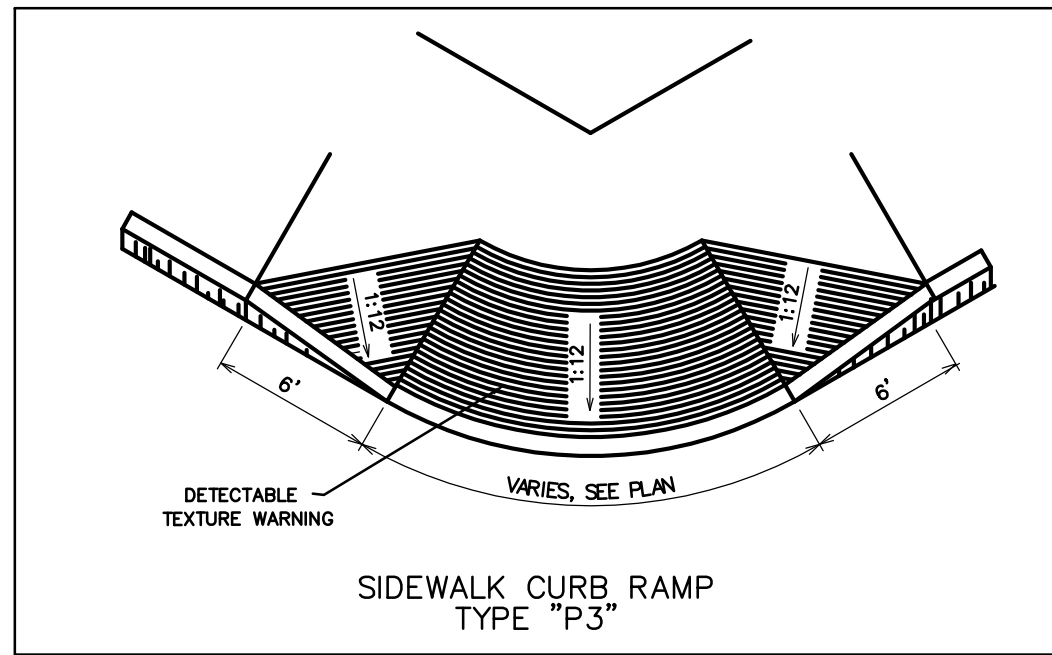 1:12
1:12
1:12
6'
6'
VARIES, SEE PLAN
DETECTABLE
TEXTURE WARNING
SIDEWALK CURB RAMP
TYPE "P3"